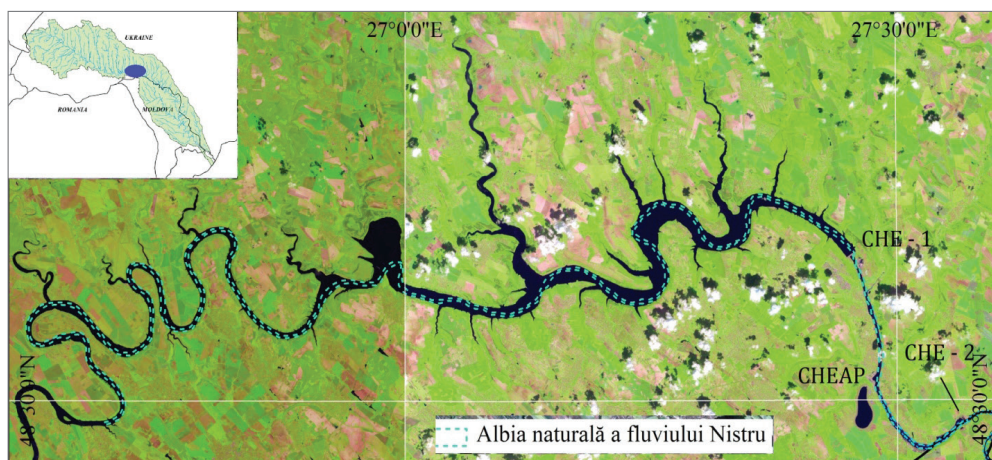 UKRAINE
ROMANIA
MOLDOVA
27°0'0"E
27°30'0"E
CHE - 1
CHE - 2
CHEAP
48°30'0"N
48°30'0"N
Albia naturală a fluviului Nistru